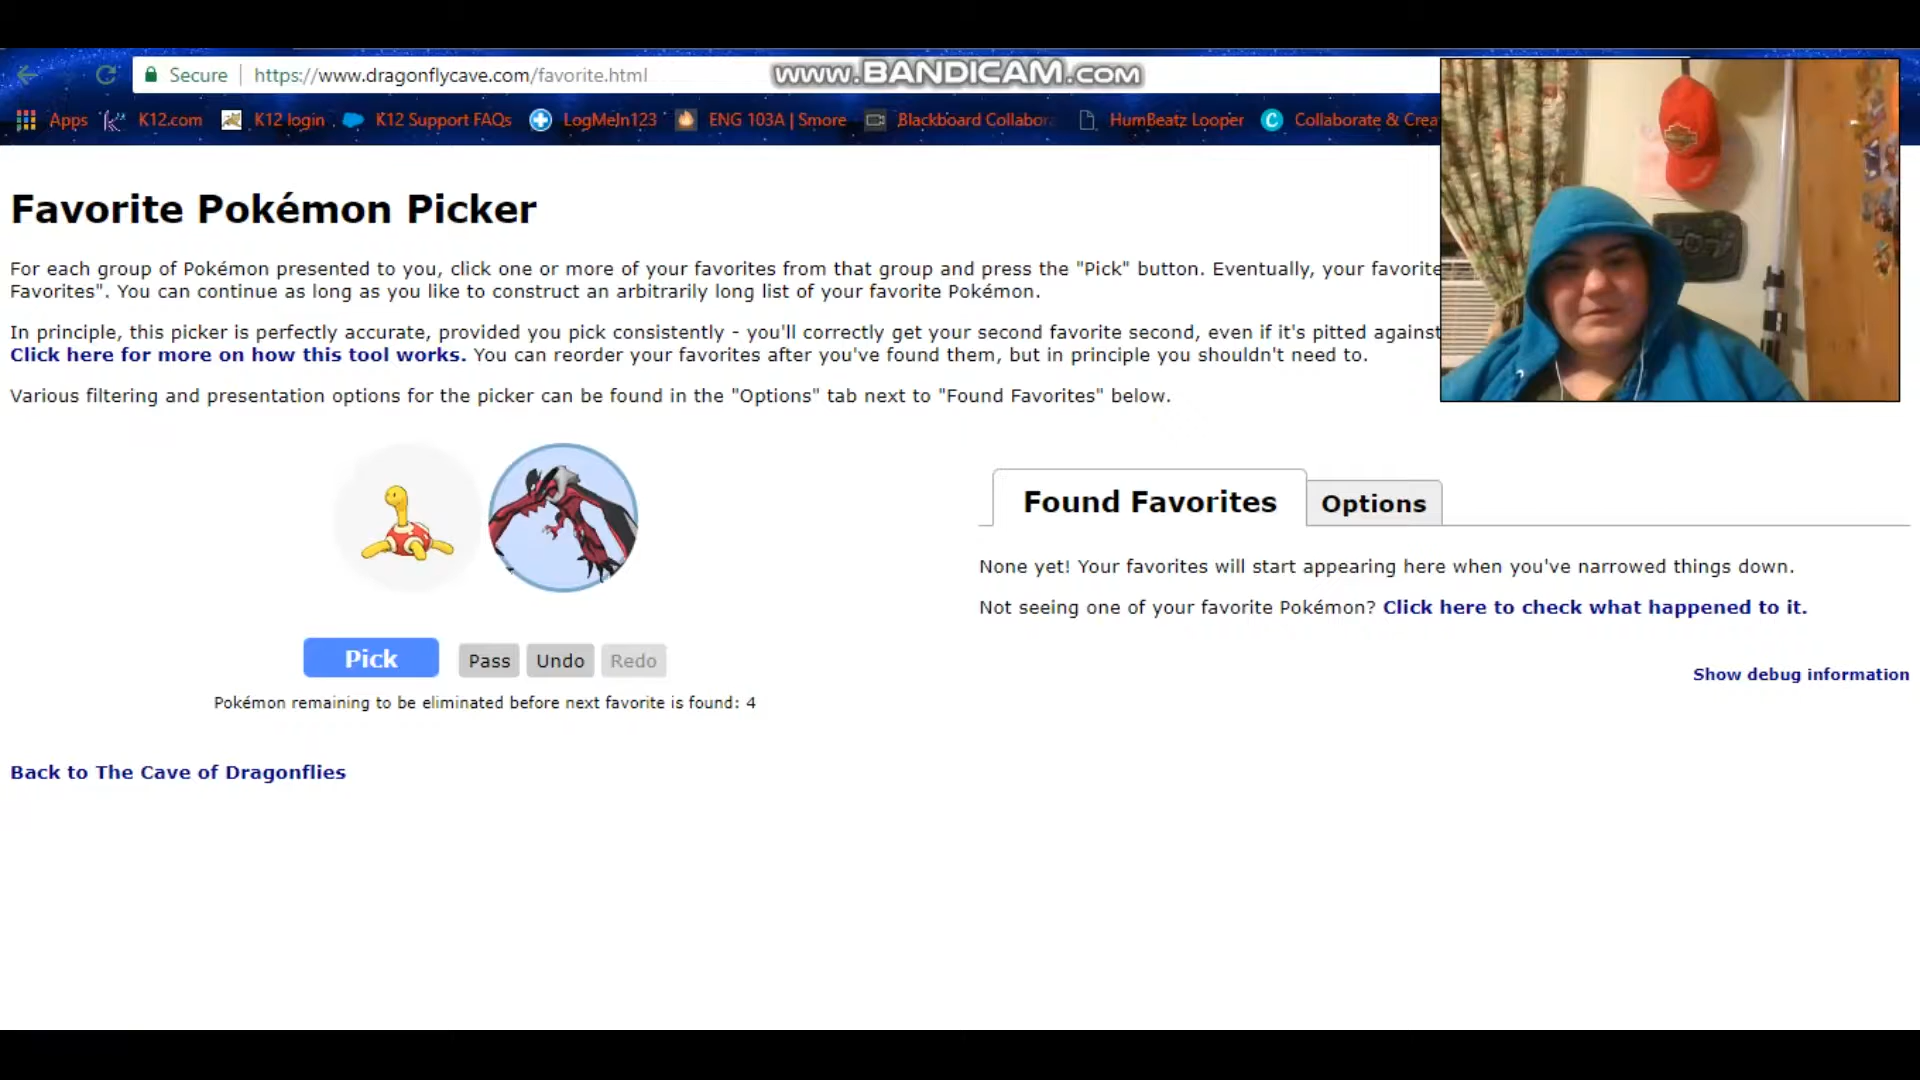 Secure
https://www.dragonflycave.com/favorite.html
www.BANDICAM.com
Apps
K12.com
K12 login
K12 Support FAQs
LogMeIn123
ENG 103A | Smore
Blackboard Collabor
HumBeatz Looper
Collaborate & Crea
Favorite Pokémon Picker
For each group of Pokémon presented to you, click one or more of your favorites from that group and press the "Pick" button. Eventually, your favorite
Favorites". You can continue as long as you like to construct an arbitrarily long list of your favorite Pokémon.
In principle, this picker is perfectly accurate, provided you pick consistently - you'll correctly get your second favorite second, even if it's pitted against
Click here for more on how this tool works. You can reorder your favorites after you've found them, but in principle you shouldn't need to.
Various filtering and presentation options for the picker can be found in the "Options" tab next to "Found Favorites" below.
Pick
Pass
Undo
Redo
Pokémon remaining to be eliminated before next favorite is found: 4
Back to The Cave of Dragonflies
Found Favorites
Options
None yet! Your favorites will start appearing here when you've narrowed things down.
Not seeing one of your favorite Pokémon? Click here to check what happened to it.
Show debug information